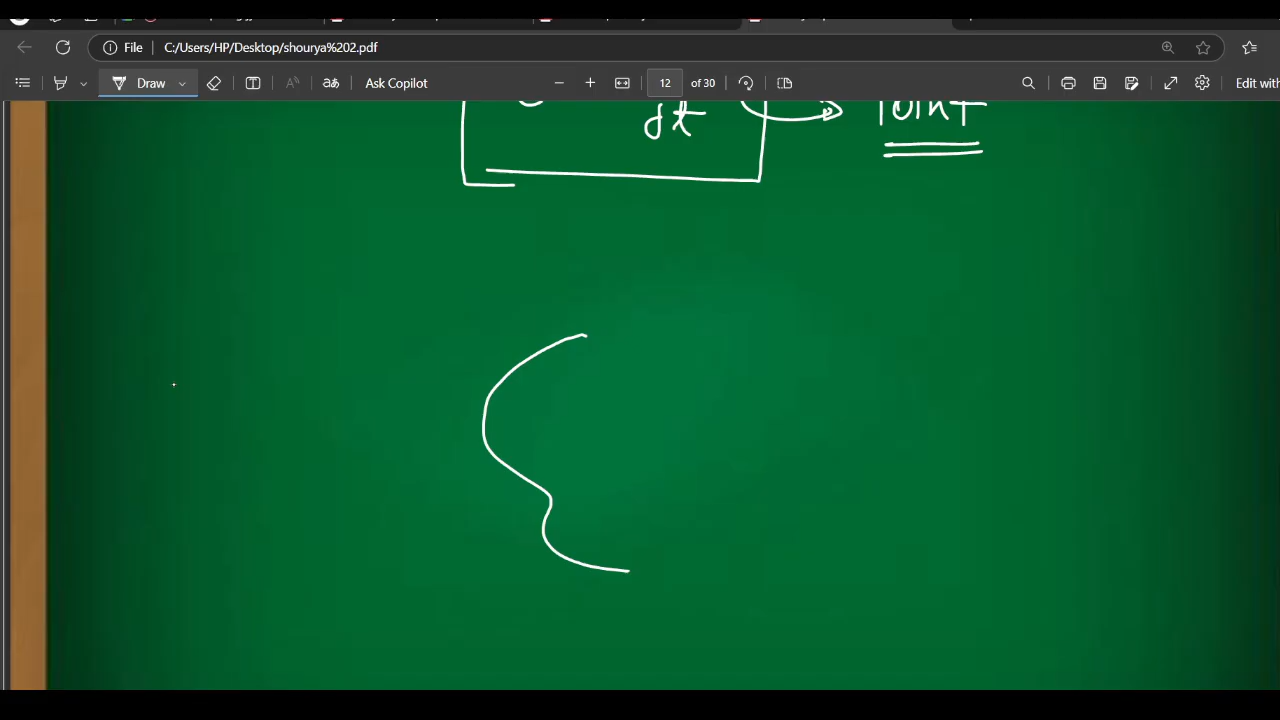 File C:/Users/HP/Desktop/shourya%202.pdf
Draw Ask Copilot 12 of 30 Edit with
dt Point